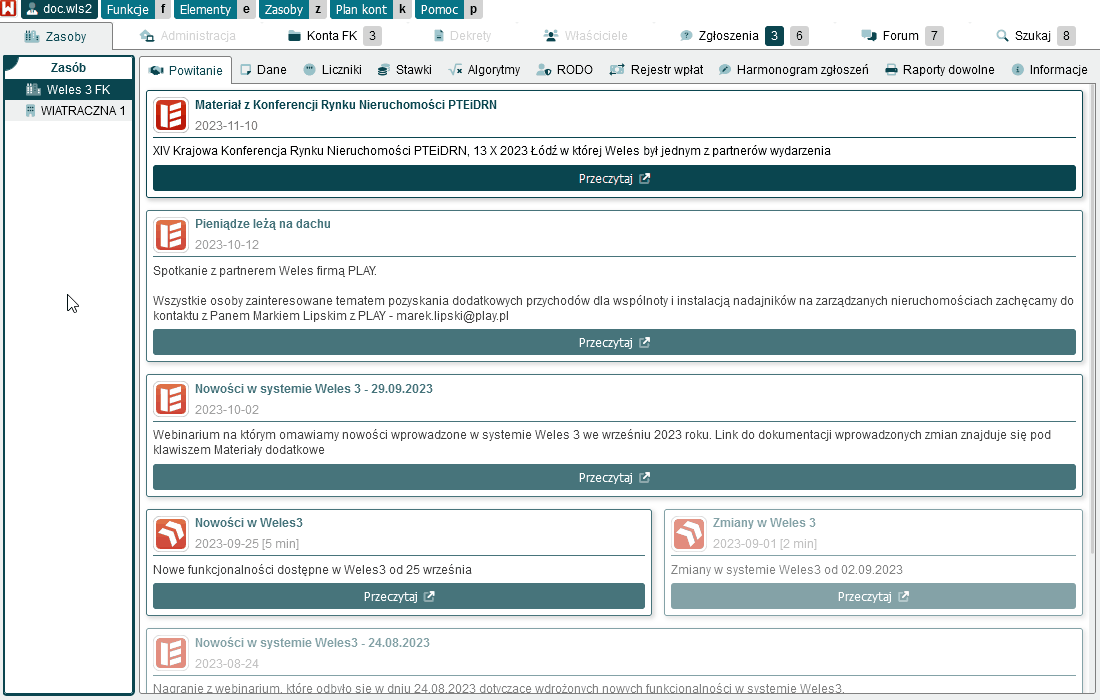 doc.wls2 Funkcje f Elementy e Zasoby z Plan kont k Pomoc p
Zasoby Administracja Konta FK 3 Dekrety Właściciele Zgłoszenia 3 6 Forum 7 Szukaj 8
Zasób
Weles 3 FK
WIATRACZNA 1
Powitanie Dane Liczniki Stawki Algorytmy RODO Rejestr wpłat Harmonogram zgłoszeń Raporty dowolne Informacje
Materiał z Konferencji Rynku Nieruchomości PTEiDRN
2023-11-10
XIV Krajowa Konferencja Rynku Nieruchomości PTEiDRN, 13 X 2023 Łódź w której Weles był jednym z partnerów wydarzenia
Przeczytaj
Pieniądze leżą na dachu
2023-10-12
Spotkanie z partnerem Weles firmą PLAY.
Wszystkie osoby zainteresowane tematem pozyskania dodatkowych przychodów dla wspólnoty i instalacją nadajników na zarządzanych nieruchomościach zachęcamy do
kontaktu z Panem Markiem Lipskim z PLAY - marek.lipski@play.pl
Przeczytaj
Nowości w systemie Weles 3 - 29.09.2023
2023-10-02
Webinarium na którym omawiamy nowości wprowadzone w systemie Weles 3 we wrześniu 2023 roku. Link do dokumentacji wprowadzonych zmian znajduje się pod
klawiszem Materiały dodatkowe
Przeczytaj
Nowości w Weles3
2023-09-25 [5 min]
Nowe funkcjonalności dostępne w Weles3 od 25 września
Przeczytaj
Zmiany w Weles 3
2023-09-01 [2 min]
Zmiany w systemie Weles3 od 02.09.2023
Przeczytaj
Nowości w systemie Weles3 - 24.08.2023
2023-08-24
Nagranie z webinarium, które odbyło się w dniu 24.08.2023 dotyczące wdrożonych nowych funkcjonalności w systemie Weles3.